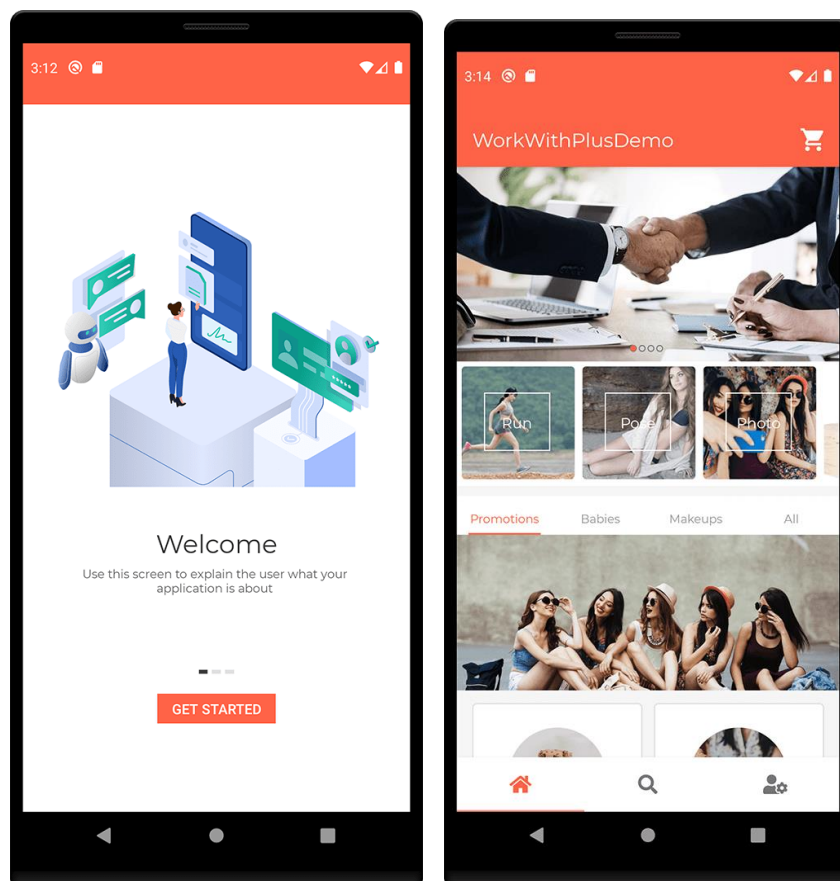 3:12
Welcome
Use this screen to explain the user what your
application is about
GET STARTED
3:14
WorkWithPlusDemo
Run
Pose
Photo
Promotions
Babies
Makeups
All